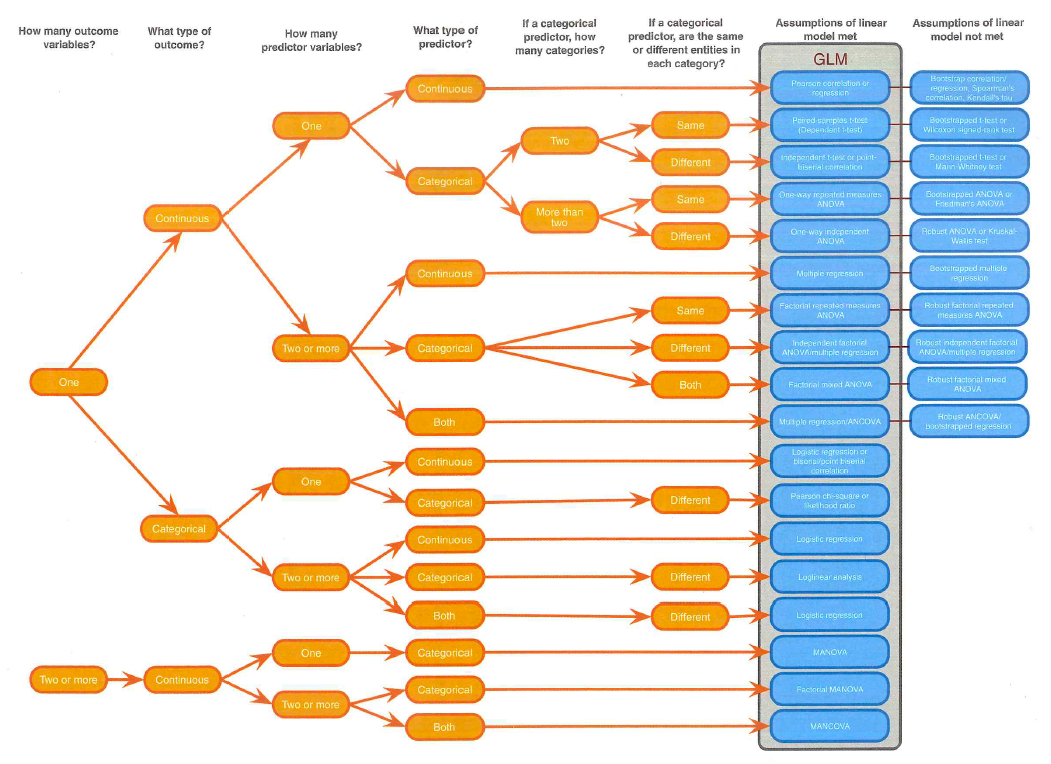 How many outcome
variables?
What type of
outcome?
How many
predictor variables?
What type of
predictor?
If a categorical
predictor, how
many categories?
If a categorical
predictor, are the same
or different entities in
each category?
Assumptions of linear
model met
Assumptions of linear
model not met
GLM
One
Two or more
Continuous
Categorical
Continuous
One
Two or more
One
Two or more
One
Two or more
Continuous
Categorical
Continuous
Categorical
Both
Continuous
Categorical
Continuous
Categorical
Both
Categorical
Categorical
Both
Two
More than
two
Same
Different
Same
Different
Same
Different
Both
Different
Different
Different
Pearson correlation or
regression
Paired-samples t-test
(Dependent t-test)
Independent t-test or point-
biserial correlation
One-way repeated measures
ANOVA
One-way independent
ANOVA
Multiple regression
Factorial repeated measures
ANOVA
Independent factorial
ANOVA/multiple regression
Factorial mixed ANOVA
Multiple regression/ANCOVA
Logistic regression or
biserial/point biserial
correlation
Pearson chi-square or
likelihood ratio
Logistic regression
Loglinear analysis
Logistic regression
MANOVA
Factorial MANOVA
MANCOVA
Bootstrap correlation/
regression, Spearman's
correlation, Kendall's tau
Bootstrapped t-test or
Wilcoxon signed-rank test
Bootstrapped t-test or
Mann-Whitney test
Bootstrapped ANOVA or
Friedman's ANOVA
Robust ANOVA or Kruskal-
Wallis test
Bootstrapped multiple
regression
Robust factorial repeated
measures ANOVA
Robust independent factorial
ANOVA/multiple regression
Robust factorial mixed
ANOVA
Robust ANCOVA/
bootstrapped regression